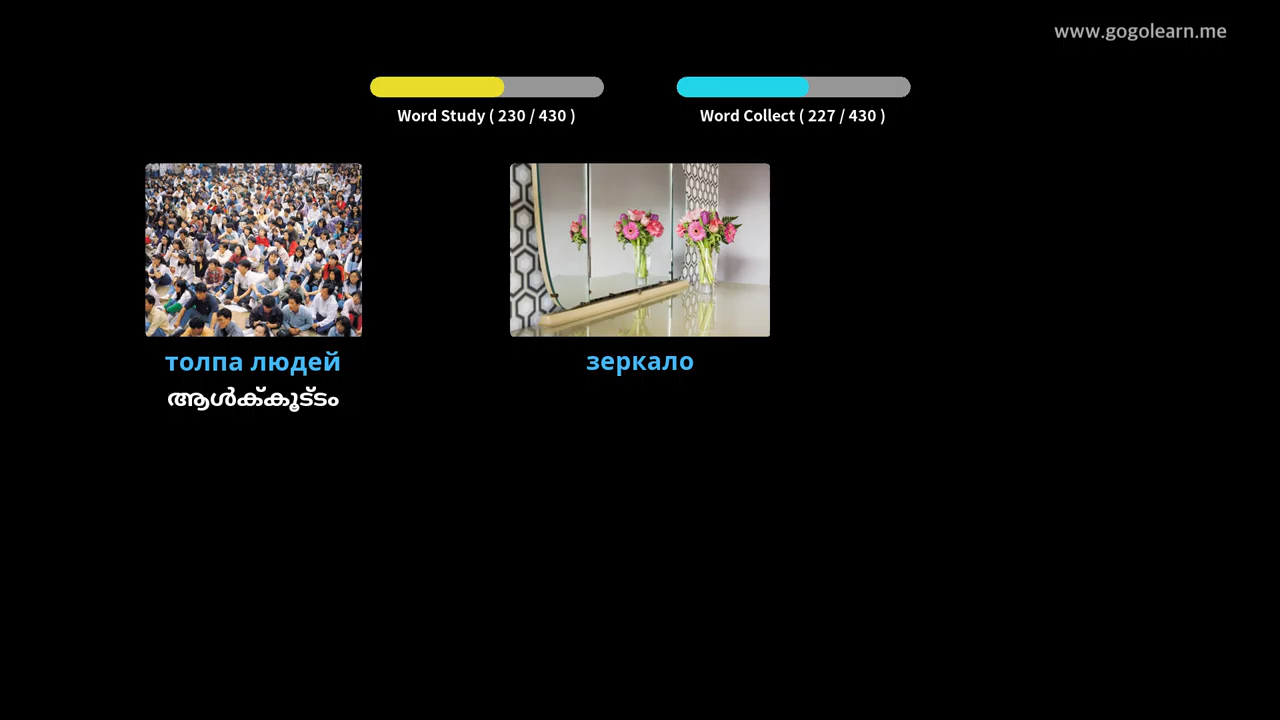 www.gogolearn.me
Word Study ( 230 / 430 )
Word Collect ( 227 / 430 )
толпа людей
ആൾക്കൂട്ടം
зеркало